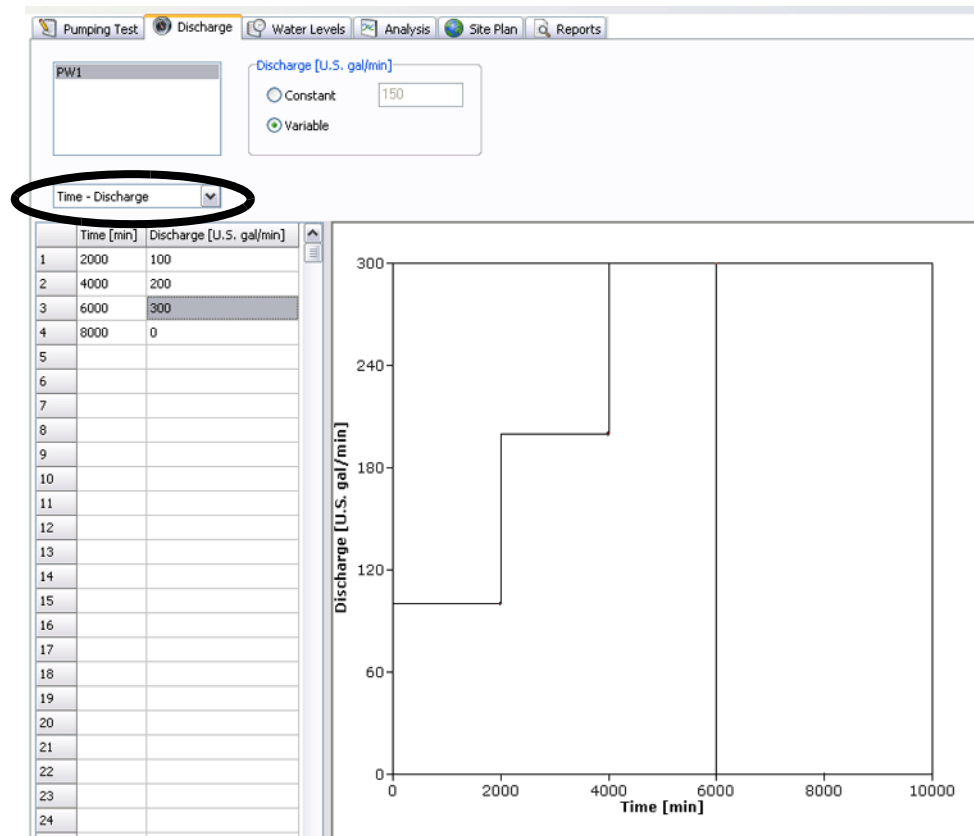 Pumping Test Discharge Water Levels Analysis Site Plan Reports
PW1
Discharge [U.S. gal/min]
Constant 150
Variable
Time - Discharge
Time [min] Discharge [U.S. gal/min]
1 2000 100
2 4000 200
3 6000 300
4 8000 0
5
6
7
8
9
10
11
12
13
14
15
16
17
18
19
20
21
22
23
24
300
240
180
120
60
0
Discharge [U.S. gal/min]
0 2000 4000 6000 8000 10000
Time [min]